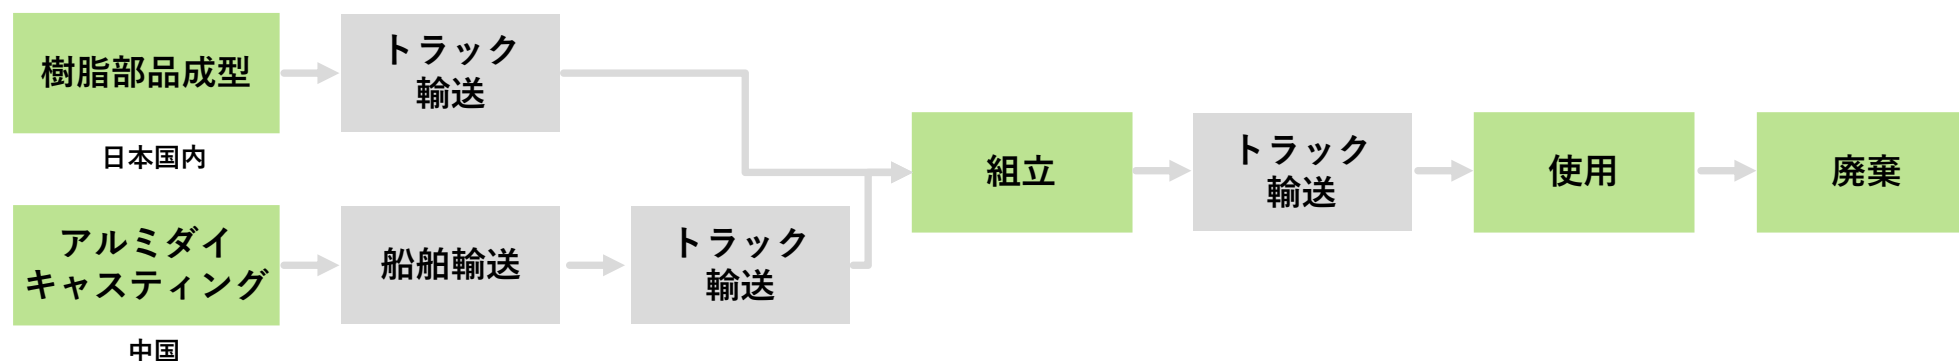 樹脂部品成型
日本国内
トラック
輸送
アルミダイ
キャスティング
中国
船舶輸送
トラック
輸送
組立
トラック
輸送
使用
廃棄